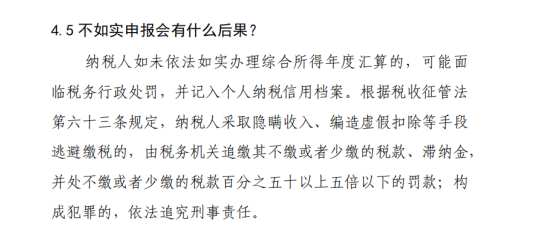 4.5 不如实申报会有什么后果？
纳税人如未依法如实办理综合所得年度汇算的，可能面
临税务行政处罚，并记入个人纳税信用档案。根据税收征管法
第六十三条规定，纳税人采取隐瞒收入、编造虚假扣除等手段
逃避缴税的，由税务机关追缴其不缴或者少缴的税款、滞纳金，
并处不缴或者少缴的税款百分之五十以上五倍以下的罚款；构
成犯罪的，依法追究刑事责任。